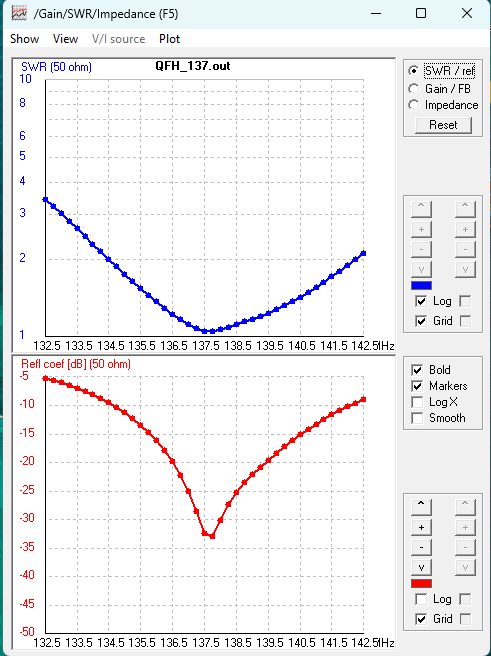 /Gain/SWR/Impedance (F5)
Show View V/I source Plot
SWR (50 ohm) QFH_137.out
10
8
6
5
4
3
2
1
132.5 133.5 134.5 135.5 136.5 137.5 138.5 139.5 140.5 141.5 1Hz 142.5
Refl coef [dB] (50 ohm)
-5
-10
-15
-20
-25
-30
-35
-40
-45
-50
132.5 133.5 134.5 135.5 136.5 137.5 138.5 139.5 140.5 141.5 1Hz 142.5
SWR / ref
Gain / FB
Impedance
Reset
^ ^
+ +
- -
v v
Log
Grid
Bold
Markers
Log X
Smooth
^
+ +
- -
v v
Log
Grid